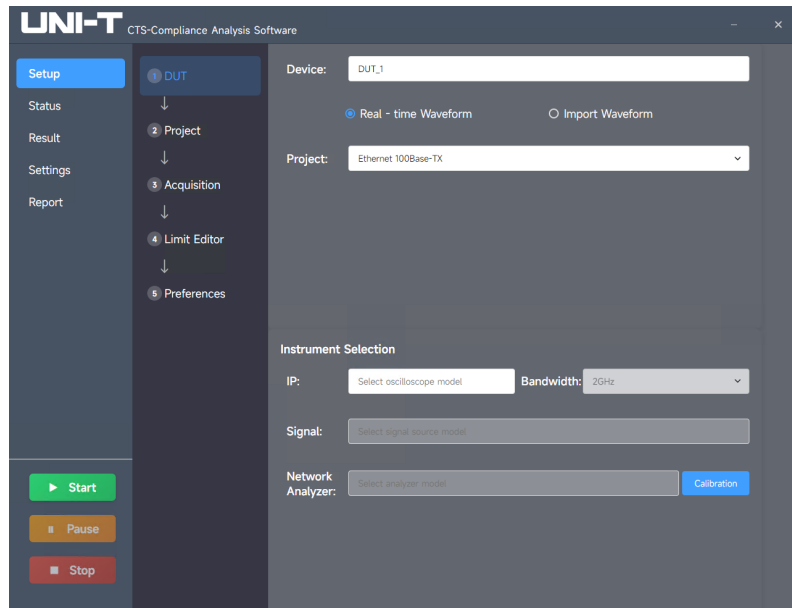 UNI-T CTS-Compliance Analysis Software
Setup
Status
Result
Settings
Report
Start
Pause
Stop
1 DUT
2 Project
3 Acquisition
4 Limit Editor
5 Preferences
Device: DUT_1
Real - time Waveform Import Waveform
Project: Ethernet 100Base-TX
Instrument Selection
IP: Select oscilloscope model Bandwidth: 2GHz
Signal: Select signal source model
Network
Analyzer: Select analyzer model Calibration